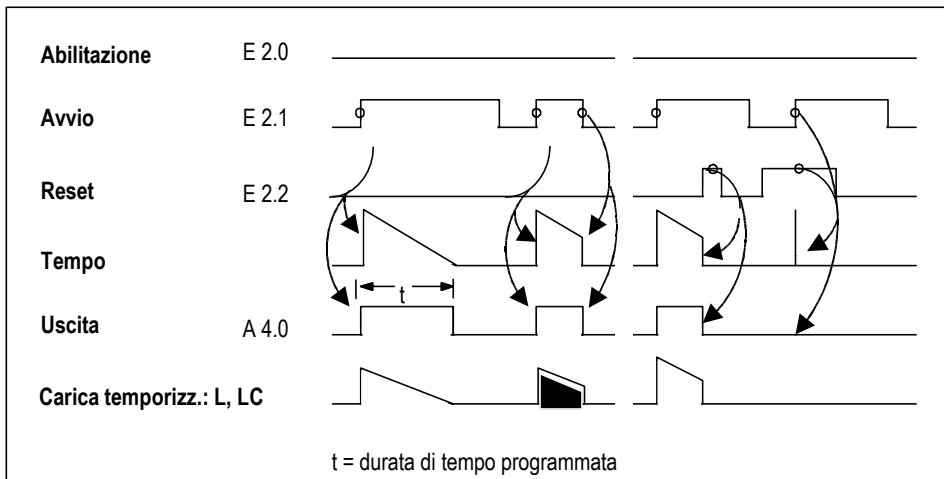 Abilitazione E 2.0
Avvio E 2.1
Reset E 2.2
Tempo
t
Uscita A 4.0
Carica temporizz.: L, LC
t = durata di tempo programmata